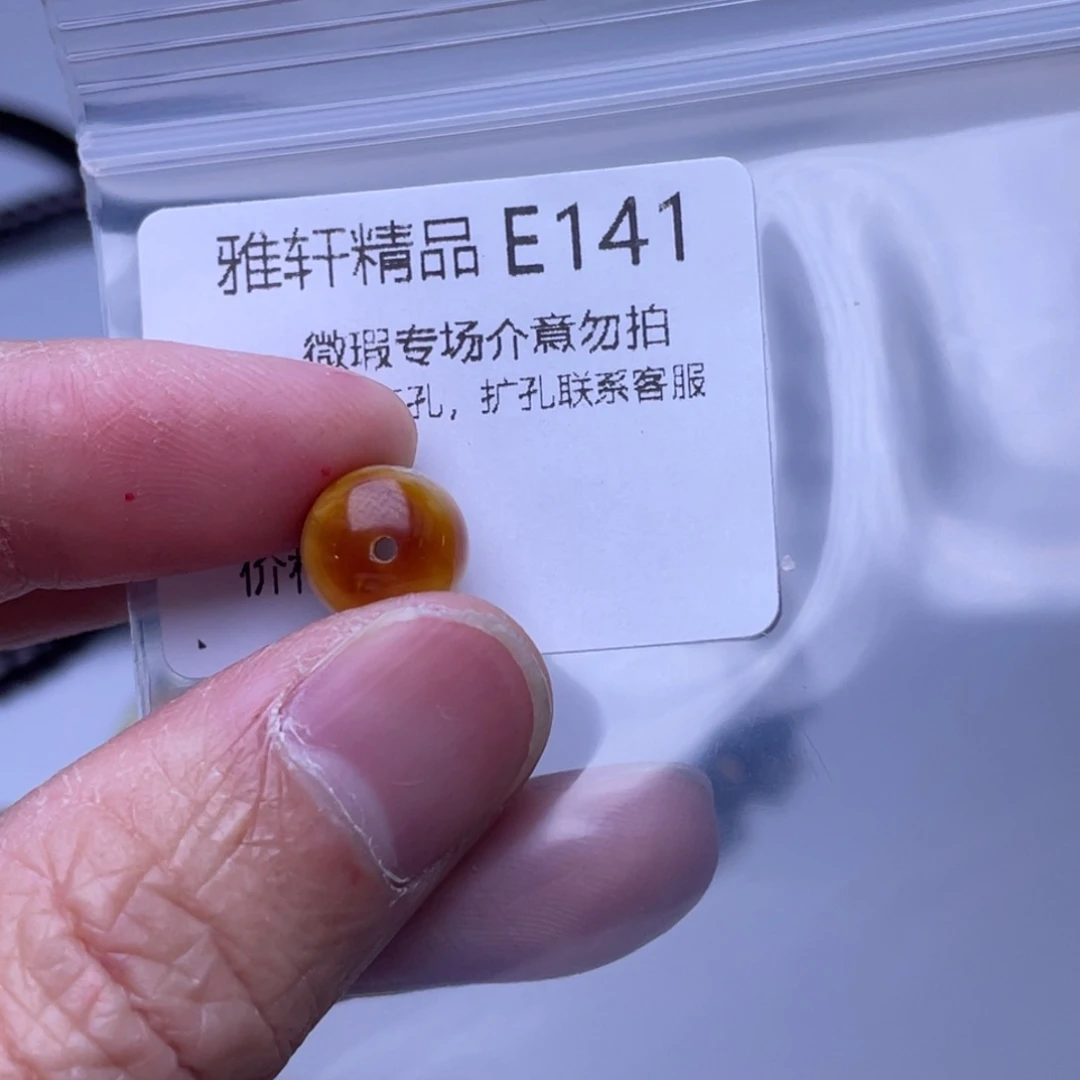 雅轩精品 E141
微瑕专场介意勿拍
孔，扩孔联系客服
价